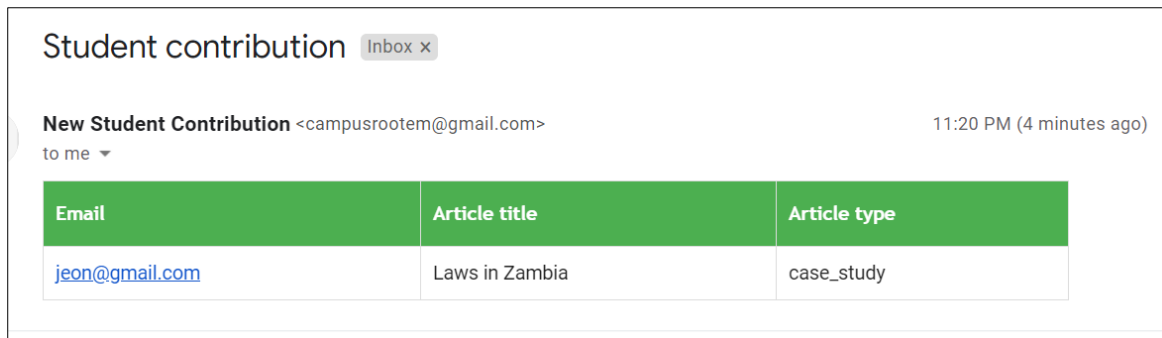 Student contribution Inbox x
New Student Contribution <campusrootem@gmail.com> 11:20 PM (4 minutes ago)
to me
Email Article title Article type
jeon@gmail.com Laws in Zambia case_study